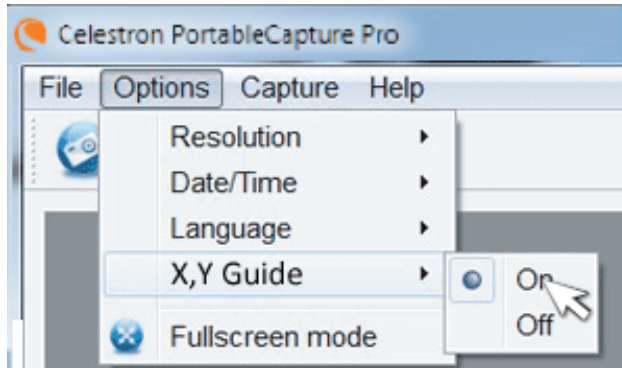 Celestron PortableCapture Pro
File Options Capture Help
Resolution
Date/Time
Language
X,Y Guide
On
Off
Fullscreen mode